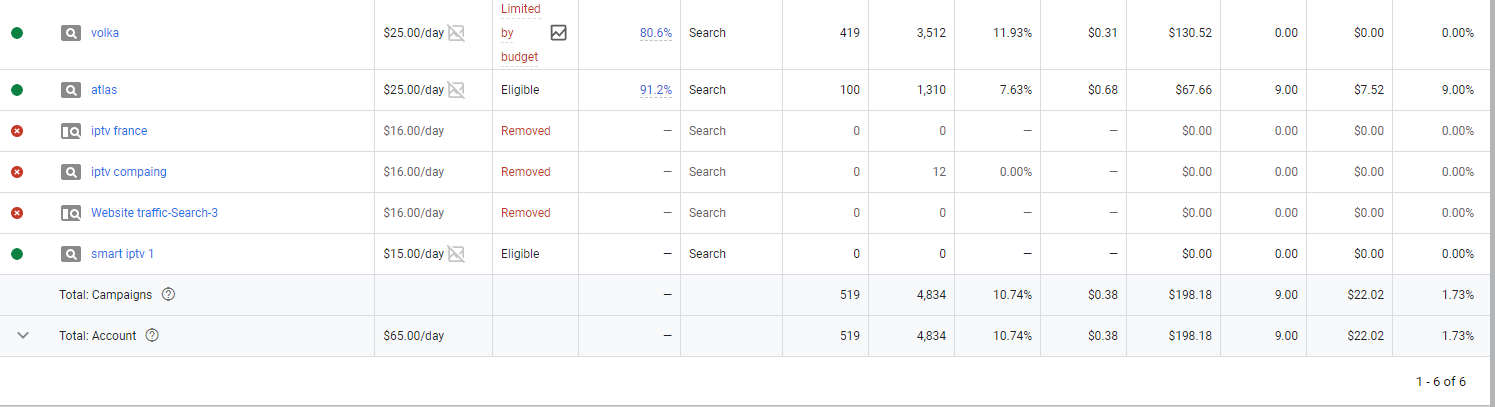 volka $25.00/day Limited by budget 80.6% Search 419 3,512 11.93% $0.31 $130.52 0.00 $0.00 0.00%
atlas $25.00/day Eligible 91.2% Search 100 1,310 7.63% $0.68 $67.66 9.00 $7.52 9.00%
iptv france $16.00/day Removed — Search 0 0 — — $0.00 0.00 $0.00 0.00%
iptv compaing $16.00/day Removed — Search 0 12 0.00% — $0.00 0.00 $0.00 0.00%
Website traffic-Search-3 $16.00/day Removed — Search 0 0 — — $0.00 0.00 $0.00 0.00%
smart iptv 1 $15.00/day Eligible — Search 0 0 — — $0.00 0.00 $0.00 0.00%
Total: Campaigns — 519 4,834 10.74% $0.38 $198.18 9.00 $22.02 1.73%
Total: Account $65.00/day — 519 4,834 10.74% $0.38 $198.18 9.00 $22.02 1.73%
1 - 6 of 6